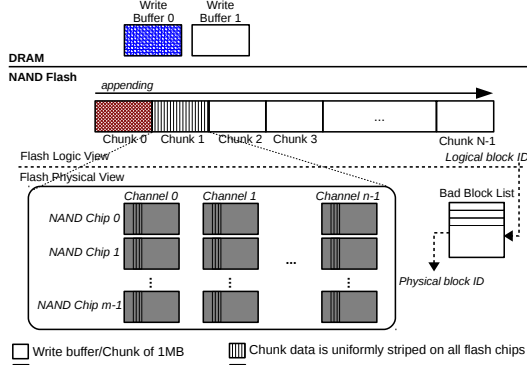 Write Buffer 0
Write Buffer 1
DRAM
NAND Flash
appending
...
Chunk 0 Chunk 1 Chunk 2 Chunk 3 Chunk N-1
Flash Logic View
Logical block ID
Flash Physical View
Channel 0 Channel 1 Channel n-1
Bad Block List
NAND Chip 0
NAND Chip 1
...
Physical block ID
NAND Chip m-1
Write buffer/Chunk of 1MB
Chunk data is uniformly striped on all flash chips